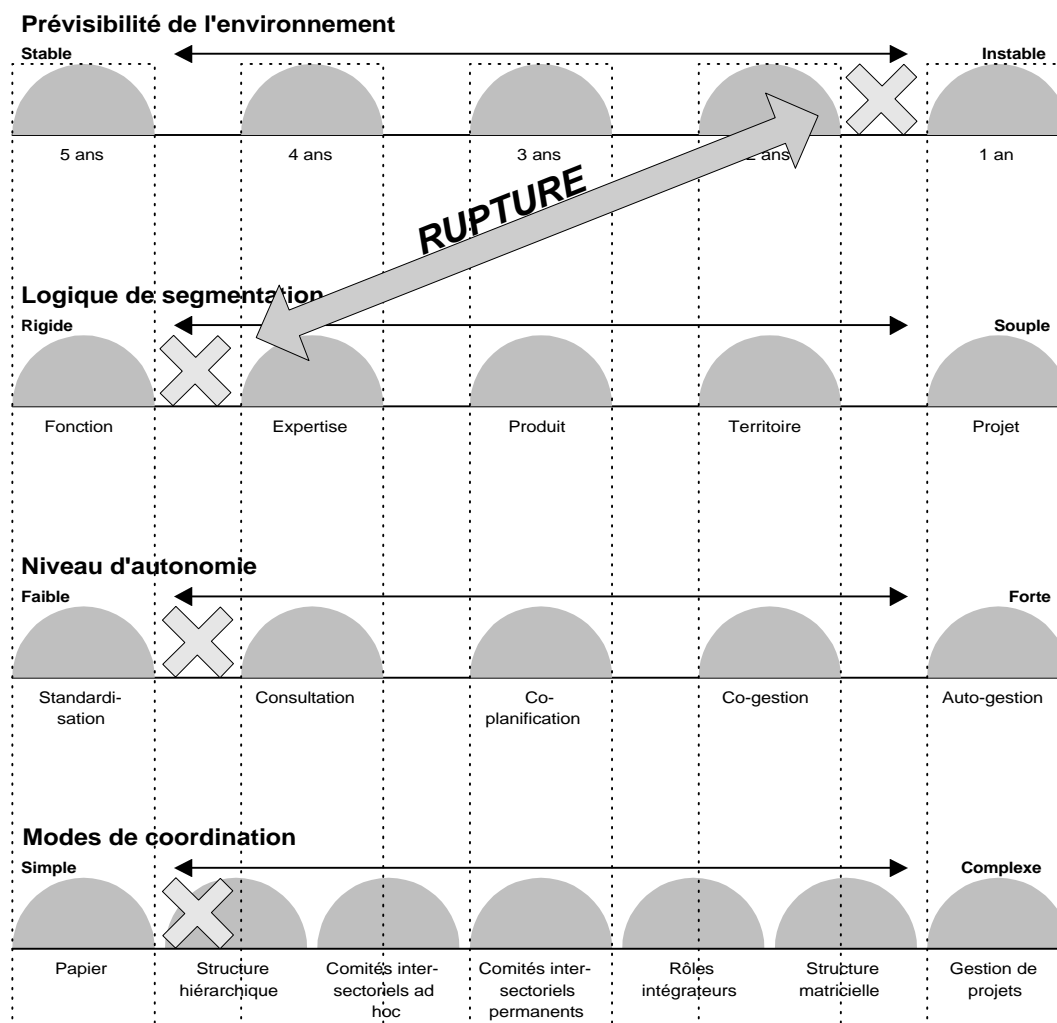 Prévisibilité de l'environnement
Stable
Instable
5 ans
4 ans
3 ans
2 ans
1 an
RUPTURE
Logique de segmentation
Rigide
Souple
Fonction
Expertise
Produit
Territoire
Projet
Niveau d'autonomie
Faible
Forte
Standardi-
sation
Consultation
Co-
planification
Co-gestion
Auto-gestion
Modes de coordination
Simple
Complexe
Papier
Structure
hiérarchique
Comités inter-
sectoriels ad
hoc
Comités inter-
sectoriels
permanents
Rôles
intégrateurs
Structure
matricielle
Gestion de
projets